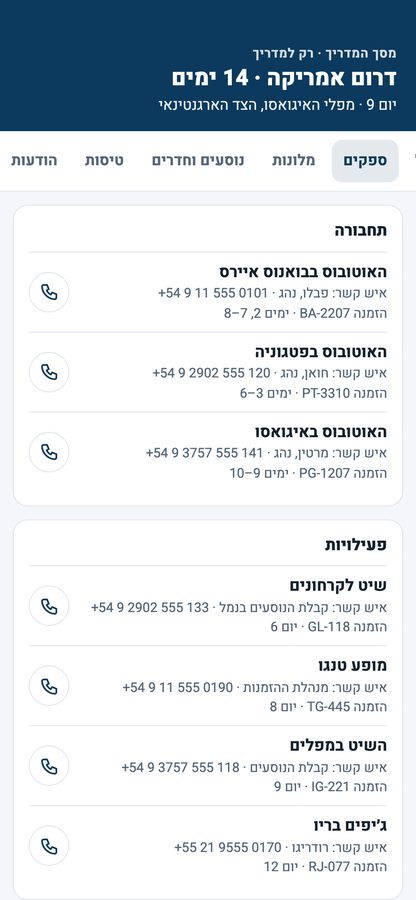 מסך המדריך · רק למדריך
דרום אמריקה · 14 ימים
יום 9 · מפלי האיגואסו, הצד הארגנטינאי
ספקים
מלונות
נוסעים וחדרים
טיסות
הודעות
תחבורה
האוטובוס בבואנוס איירס
איש קשר: פבלו, נהג · ‎+54 9 11 555 0101
הזמנה BA-2207 · ימים 2, 7–8
האוטובוס בפטגוניה
איש קשר: חואן, נהג · ‎+54 9 2902 555 120
הזמנה PT-3310 · ימים 3–6
האוטובוס באיגואסו
איש קשר: מרטין, נהג · ‎+54 9 3757 555 141
הזמנה PG-1207 · ימים 9–10
פעילויות
שיט לקרחונים
איש קשר: קבלת הנוסעים בנמל · ‎+54 9 2902 555 133
הזמנה GL-118 · יום 6
מופע טנגו
איש קשר: מנהלת ההזמנות · ‎+54 9 11 555 0190
הזמנה TG-445 · יום 8
השיט במפלים
איש קשר: קבלת הנוסעים · ‎+54 9 3757 555 118
הזמנה IG-221 · יום 9
ג׳יפים בריו
איש קשר: רודריגו · ‎+55 21 9555 0170
הזמנה RJ-077 · יום 12